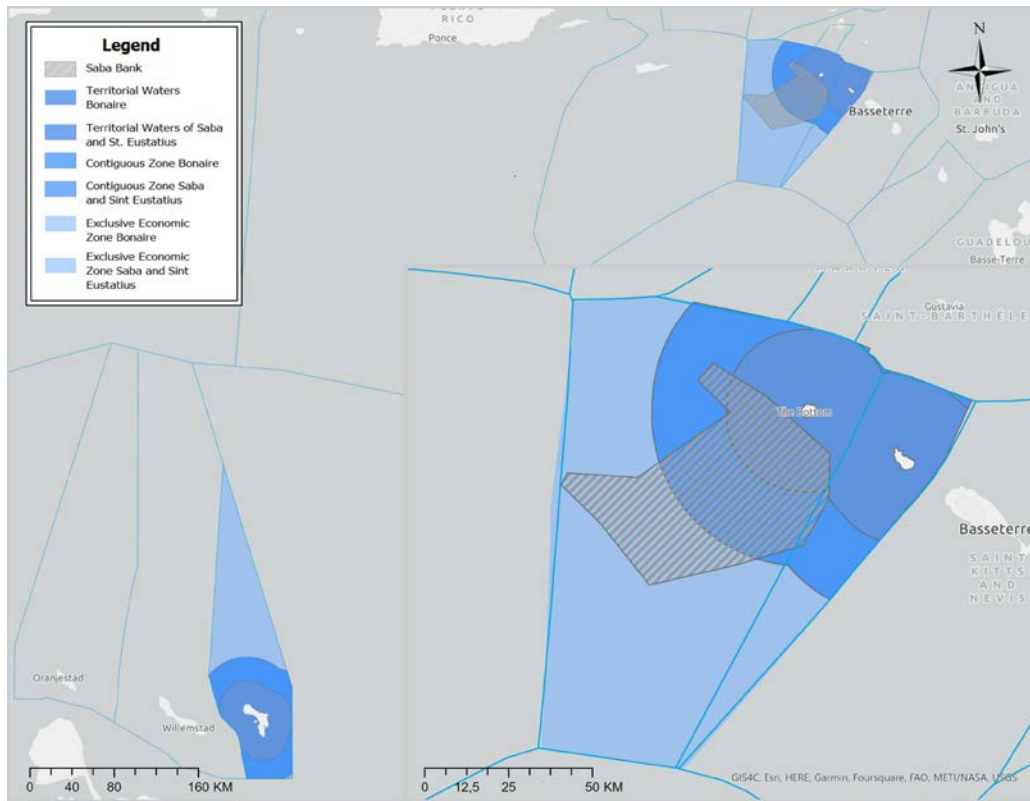 PUERTO
RICO
Ponce
Legend
Saba Bank
Territorial Waters
Bonaire
Territorial Waters of Saba
and St. Eustatius
Contiguous Zone Bonaire
Contiguous Zone Saba
and Sint Eustatius
Exclusive Economic
Zone Bonaire
Exclusive Economic
Zone Saba and Sint
Eustatius
N
ANTIGUA
AND
BARBUDA
St. John's
Basseterre
GUADELOU
Basse-Terre
Gustavia
SAINT-BARTHÉLE
The Bottom
Basseterre
SAINT
KITTS
AND
NEVIS
Oranjestad
Willemstad
0 40 80 160 KM
0 12,5 25 50 KM
GIS4C, Esri, HERE, Garmin, Foursquare, FAO, METI/NASA, USGS